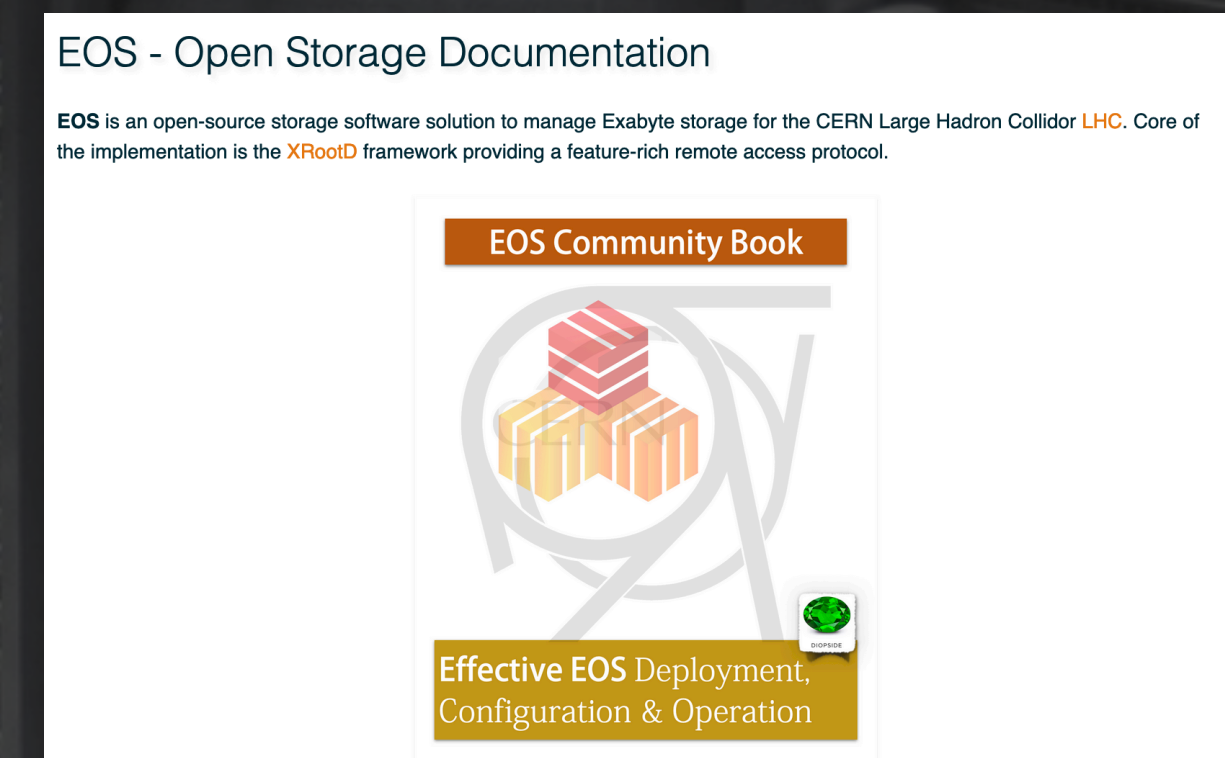 EOS - Open Storage Documentation
EOS is an open-source storage software solution to manage Exabyte storage for the CERN Large Hadron Collidor LHC. Core of
the implementation is the XRootD framework providing a feature-rich remote access protocol.
EOS Community Book
CERN
DIOPSIDE
Effective EOS Deployment,
Configuration & Operation